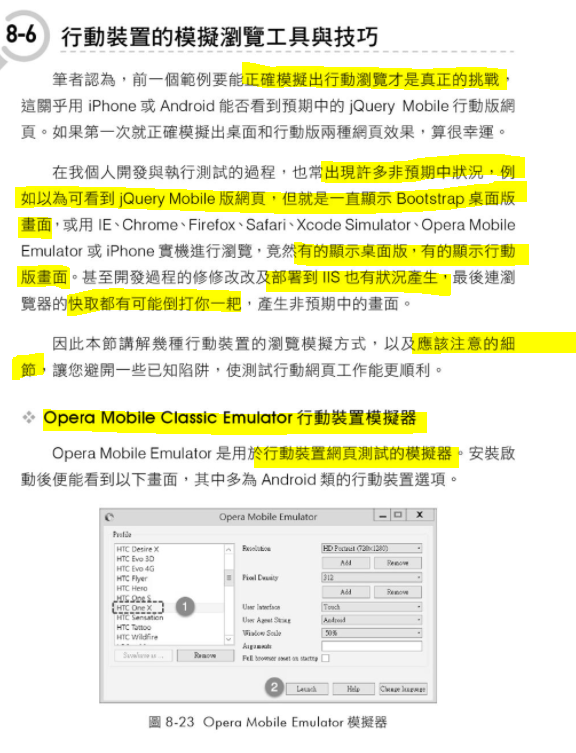 8-6 行動裝置的模擬瀏覽工具與技巧
筆者認為，前一個範例要能正確模擬出行動瀏覽才是真正的挑戰，
這關乎用 iPhone 或 Android 能否看到預期中的 jQuery Mobile 行動版網
頁。如果第一次就正確模擬出桌面和行動版兩種網頁效果，算很幸運。
在我個人開發與執行測試的過程，也常出現許多非預期中狀況，例
如以為可看到 jQuery Mobile 版網頁，但就是一直顯示 Bootstrap 桌面版
畫面，或用 IE、Chrome、Firefox、Safari、Xcode Simulator、Opera Mobile
Emulator 或 iPhone 實機進行瀏覽，竟然有的顯示桌面版，有的顯示行動
版畫面。甚至開發過程的修修改改及部署到 IIS 也有狀況產生，最後連瀏
覽器的快取都有可能倒打你一耙，產生非預期中的畫面。
因此本節講解幾種行動裝置的瀏覽模擬方式，以及應該注意的細
節，讓您避開一些已知陷阱，使測試行動網頁工作能更順利。
❖ Opera Mobile Classic Emulator 行動裝置模擬器
Opera Mobile Emulator 是用於行動裝置網頁測試的模擬器。安裝啟
動後便能看到以下畫面，其中多為 Android 類的行動裝置選項。
Opera Mobile Emulator
Profile
HTC Desire X
HTC Evo 3D
HTC Evo 4G
HTC Flyer
HTC Hero
HTC One S
HTC One X
HTC Sensation
HTC Tattoo
HTC Wildfire
Remove
1
Resolution HD Portrait (720x1280)
Add Remove
Pixel Density 312
Add Remove
User Interface Touch
User Agent String Android
Window Scale 50%
Arguments
Full browser reset on startup
2 Launch Help Change language
圖 8-23 Opera Mobile Emulator 模擬器